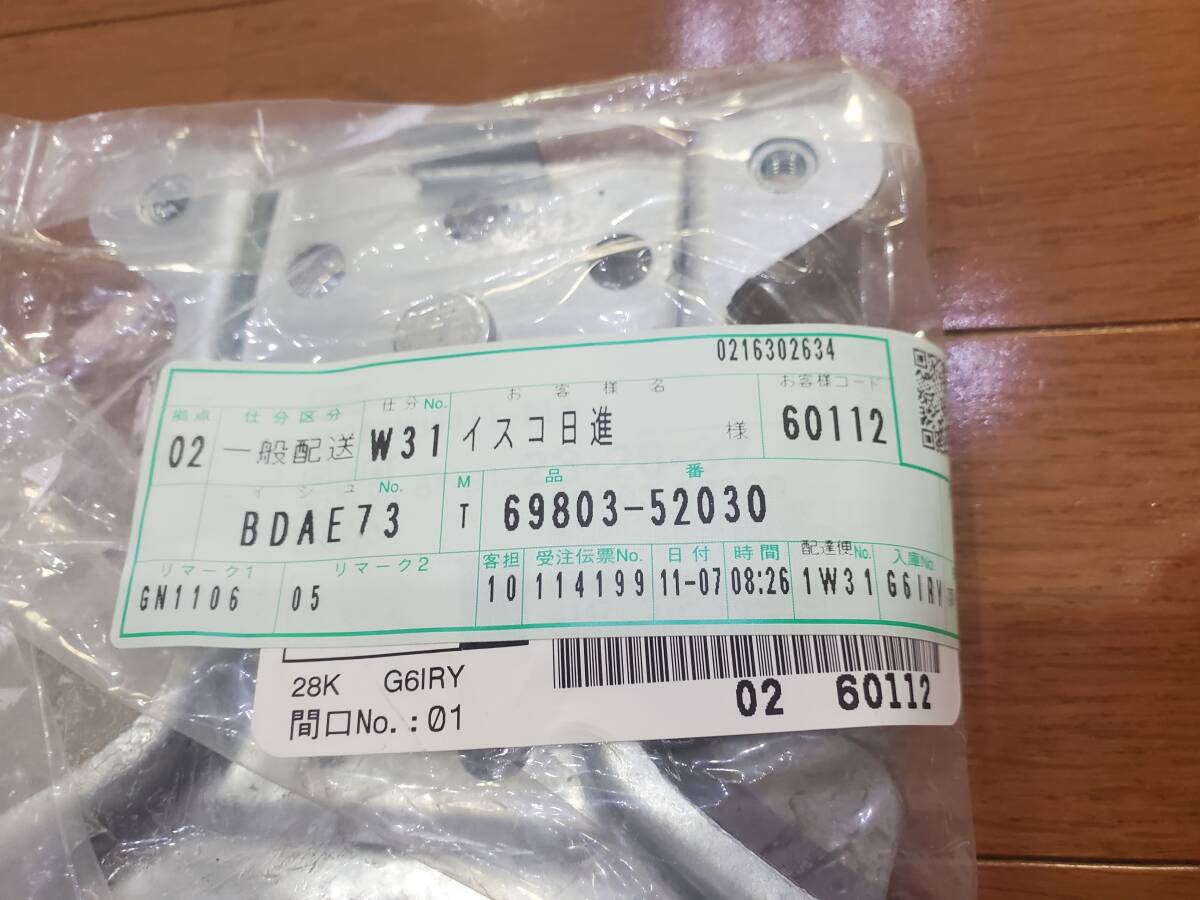 0216302634
拠点 仕分区分 仕分No. お客様名 お客様コード
02 一般配送 W31 イスコ日進 様 60112
イシュ No. M 品番
BDAE73 T 69803-52030
リマーク1 リマーク2 客担 受注伝票No. 日付 時間 配達便No. 入庫No.
GN1106 05 10 114199 11-07 08:26 1W31 G6IRY
28K G6IRY
間口No.:01
02 60112